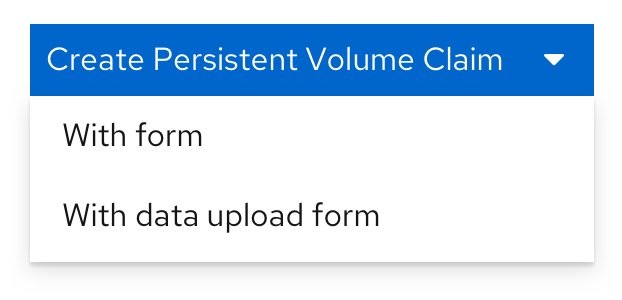 Create Persistent Volume Claim
With form
With data upload form